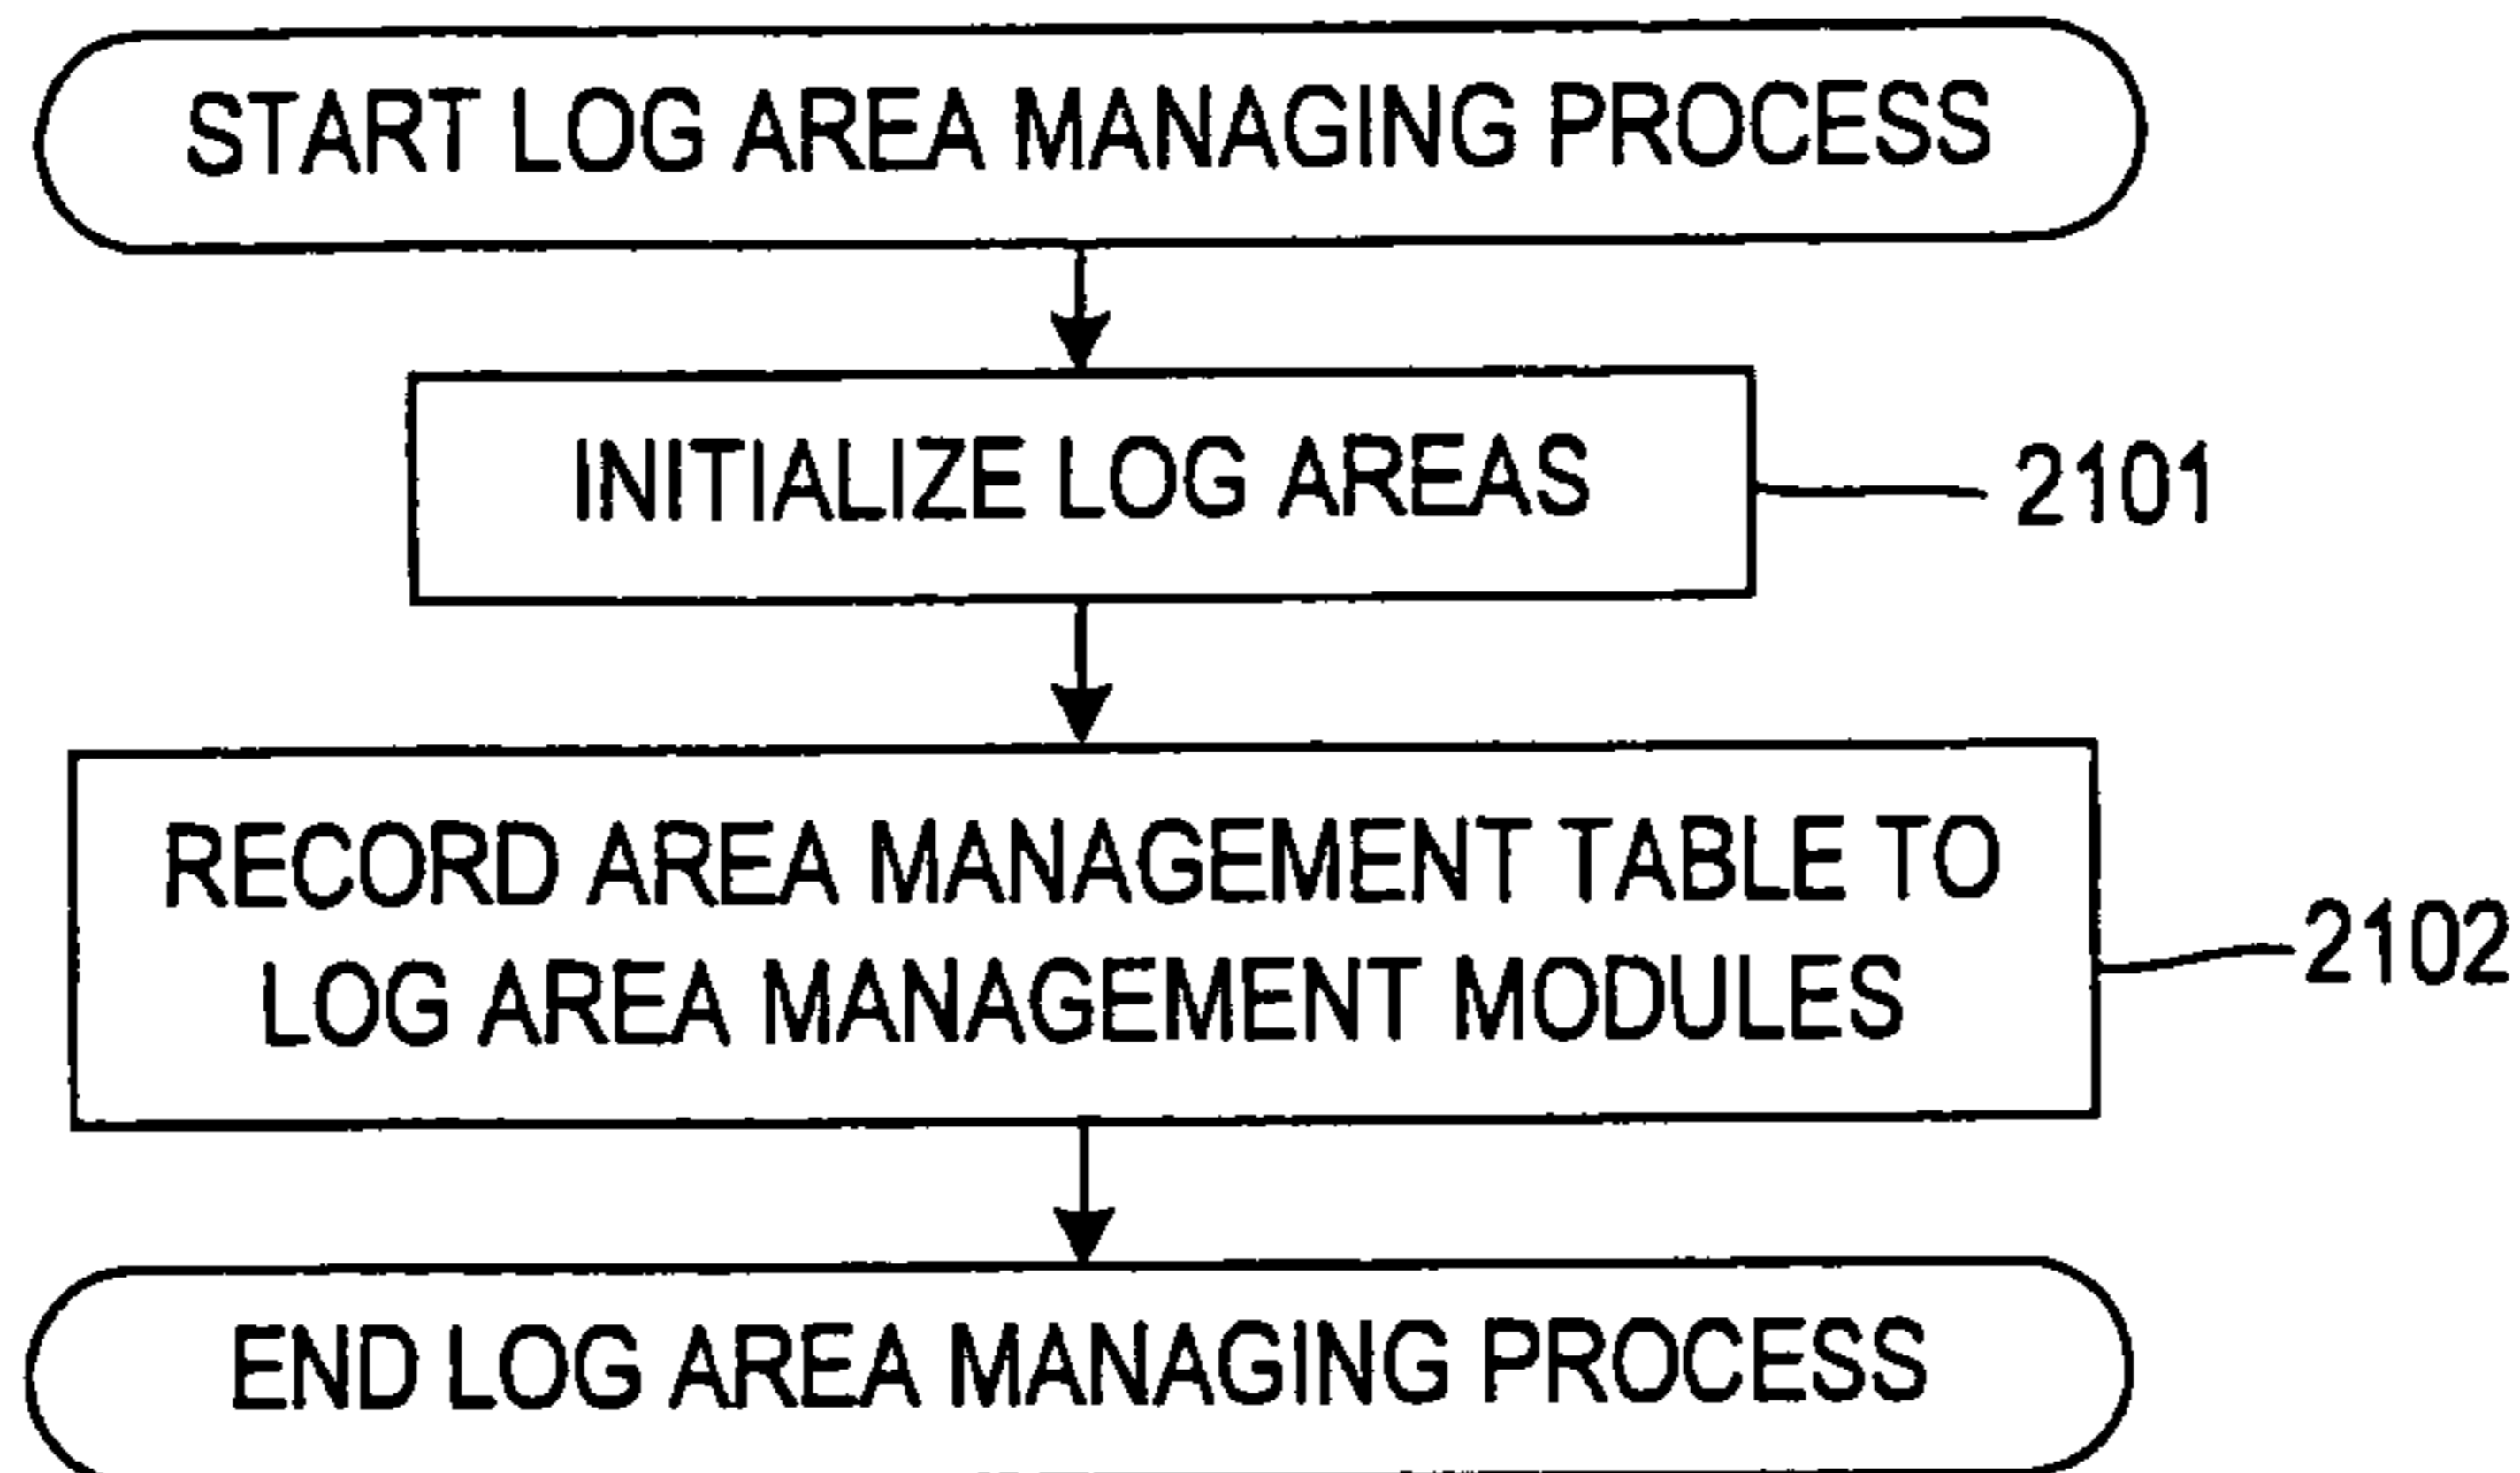 START LOG AREA MANAGING PROCESS
INITIALIZE LOG AREAS
2101
RECORD AREA MANAGEMENT TABLE TO
LOG AREA MANAGEMENT MODULES
2102
END LOG AREA MANAGING PROCESS